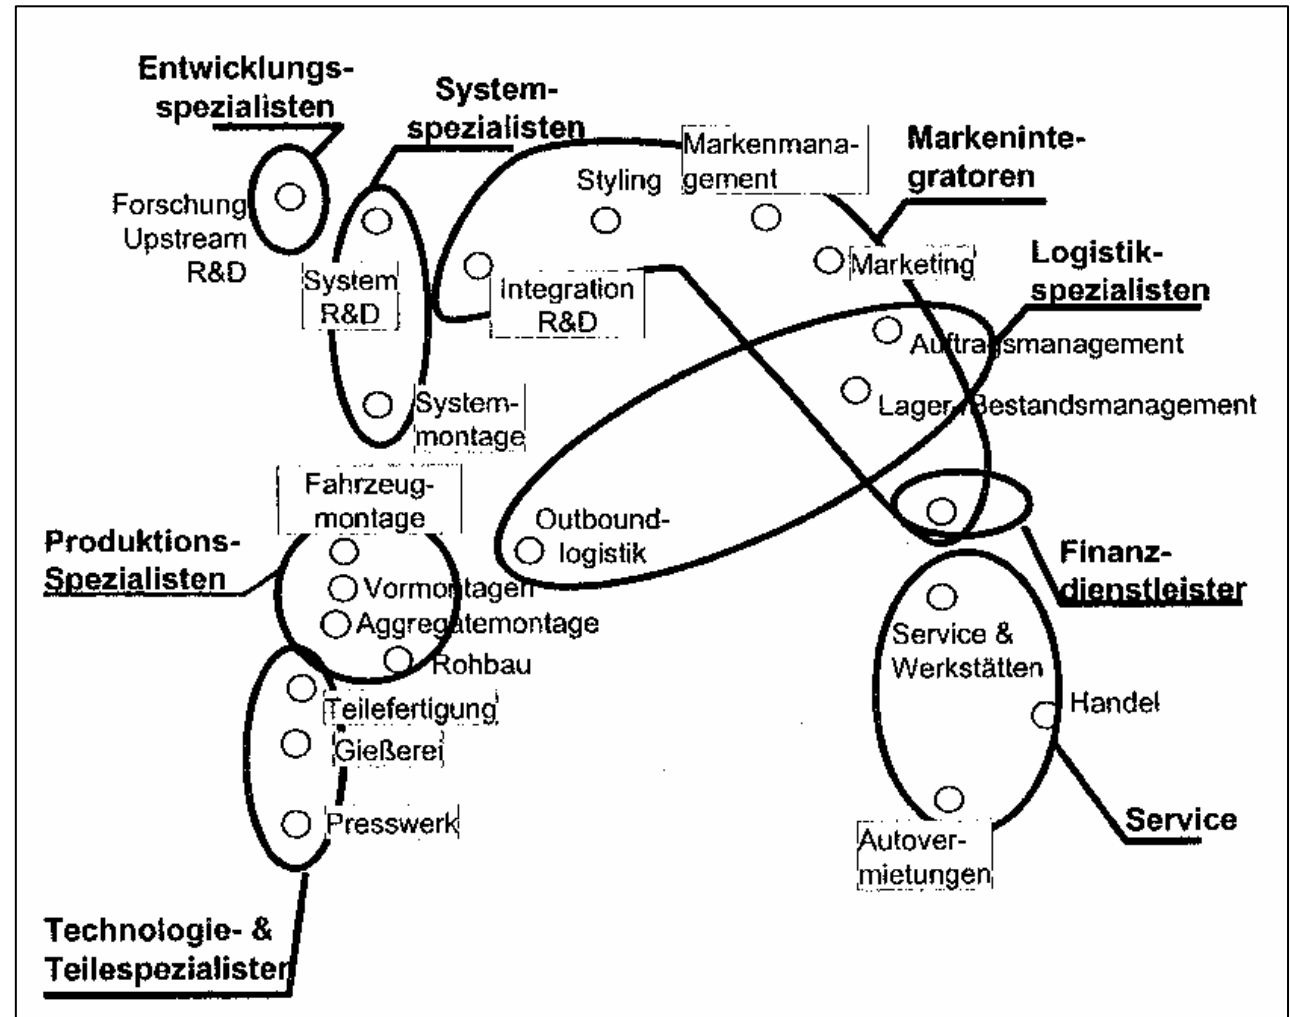 Entwicklungs-
spezialisten
System-
spezialisten
Markenmana-
gement
Styling
Markeninte-
gratoren
Forschung
Upstream
R&D
System
R&D
Integration
R&D
Marketing
Logistik-
spezialisten
Auftragsmanagement
Lager-/Bestandsmanagement
System-
montage
Fahrzeug-
montage
Outbound-
logistik
Produktions-
Spezialisten
Finanz-
dienstleister
Vormontagen
Aggregatemontage
Rohbau
Service &
Werkstätten
Handel
Teilefertigung
Gießerei
Presswerk
Service
Autover-
mietungen
Technologie- &
Teilespezialisten